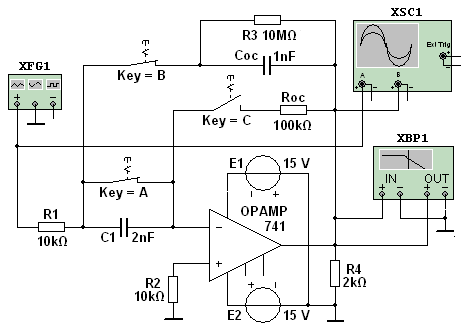 XSC1
R3 10MΩ
Ext Trig
Coc 1nF
XFG1
Key = B
A B
Roc
Key = C
100kΩ
XBP1
IN OUT
E1 15 V
Key = A
OPAMP
741
R1
10kΩ
C1 2nF
R2
10kΩ
R4
2kΩ
E2 15 V